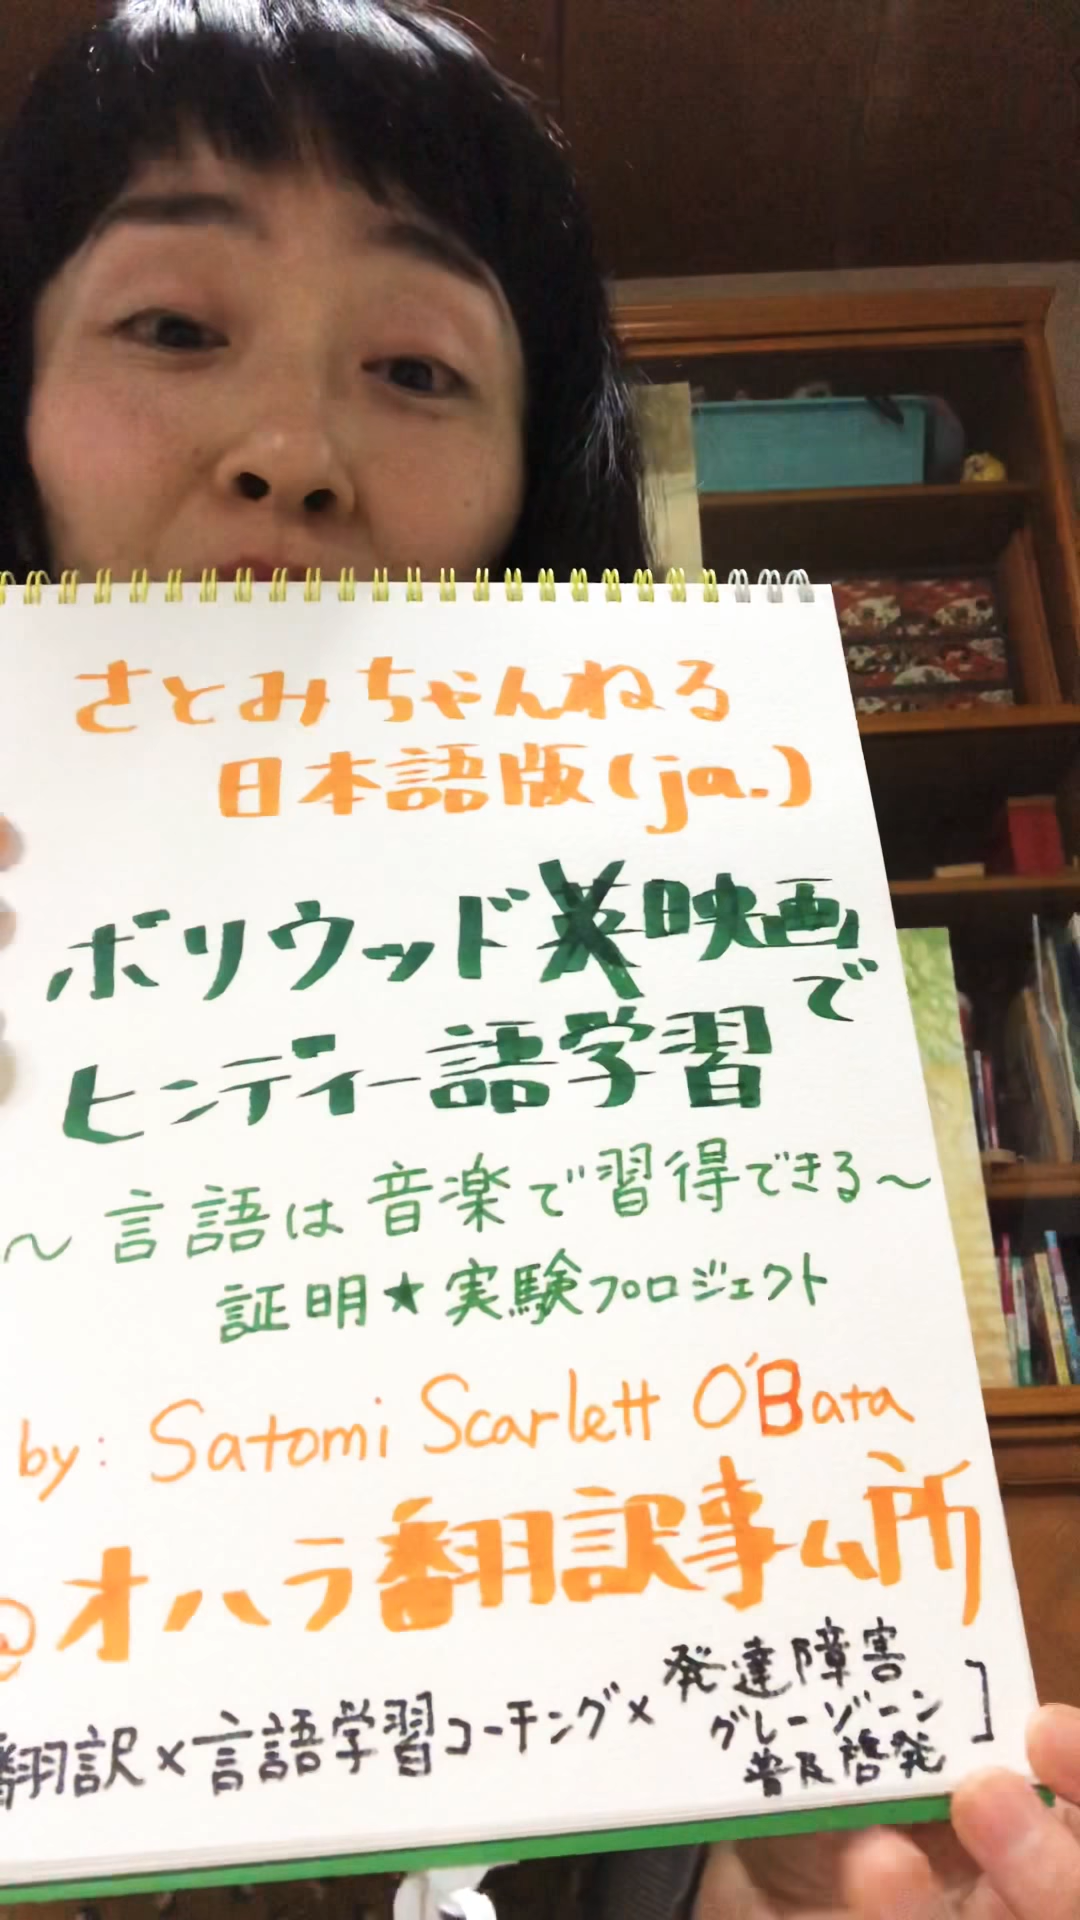 さとみちゃんねる
日本語版(ja.)
ボリウッド映画で
ヒンディー語学習
〜言語は音楽で習得できる〜
証明★実験プロジェクト
by: Satomi Scarlett O'Bata
@オハラ翻訳事ム所
翻訳×言語学習コーチング×発達障害グレーゾーン普及啓発]